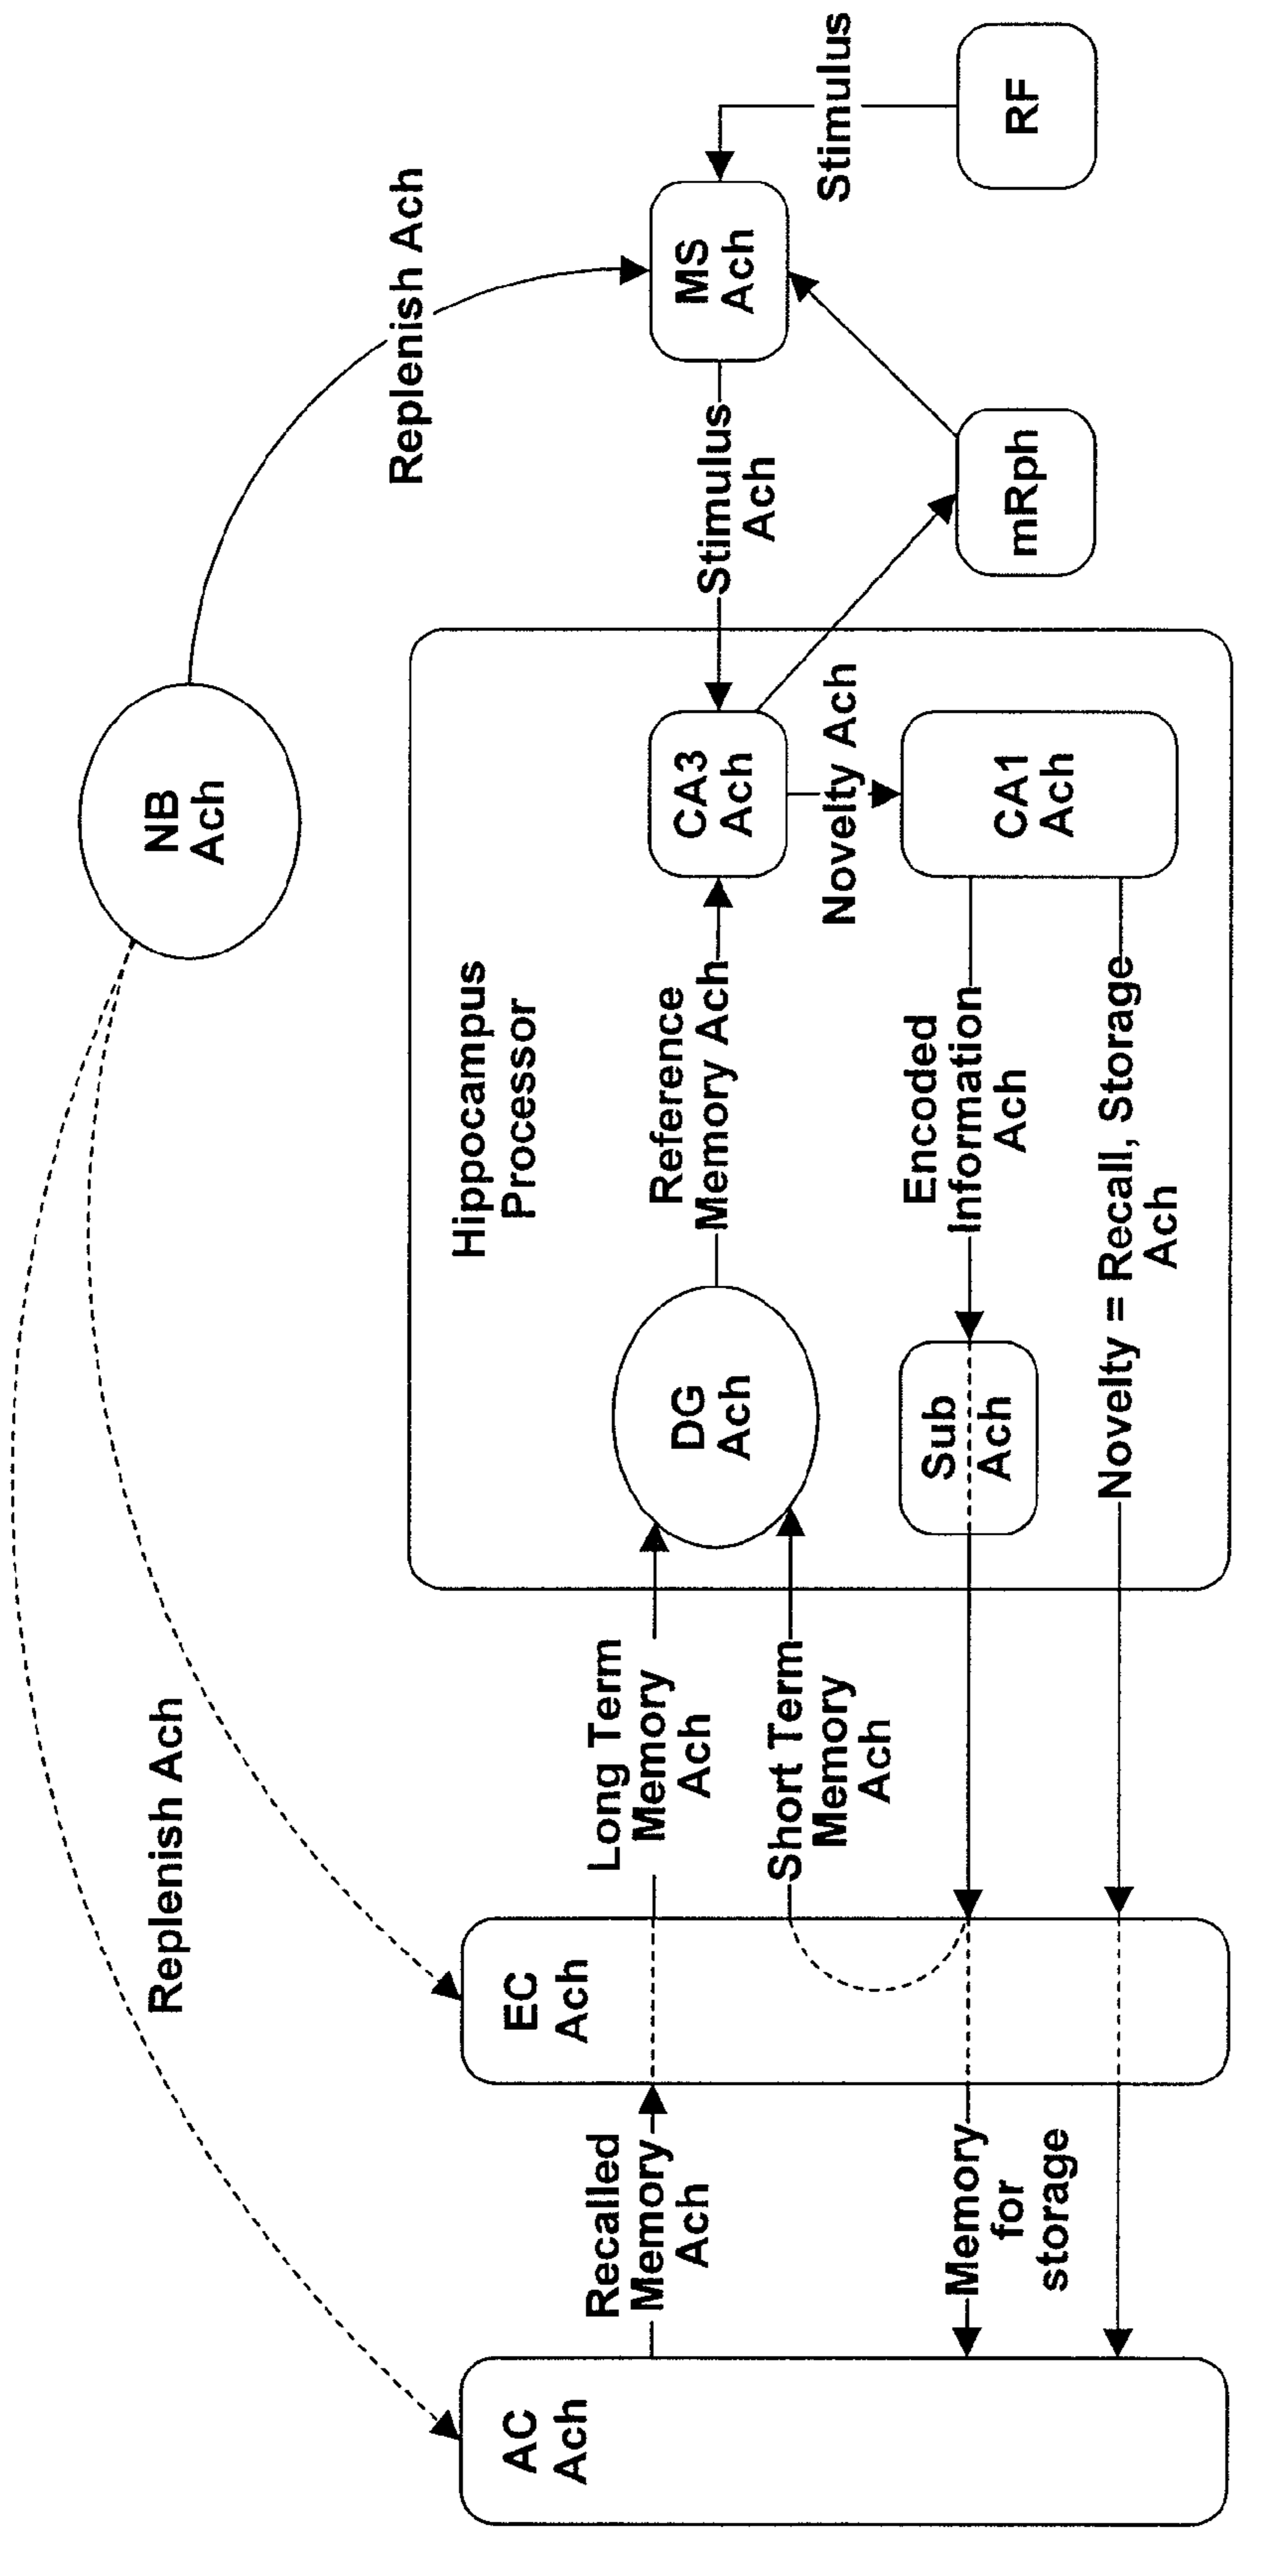 NB
Ach
Replenish Ach
Replenish Ach
Hippocampus
Processor
AC
Ach
Recalled
Memory
Ach
EC
Ach
Long Term
Memory
Ach
DG
Ach
Reference
Memory Ach
CA3
Ach
Stimulus
Ach
MS
Ach
Short Term
Memory
Ach
Novelty Ach
Stimulus
Memory
for
storage
Sub
Ach
Encoded
Information
Ach
CA1
Ach
mRph
RF
Novelty = Recall, Storage
Ach